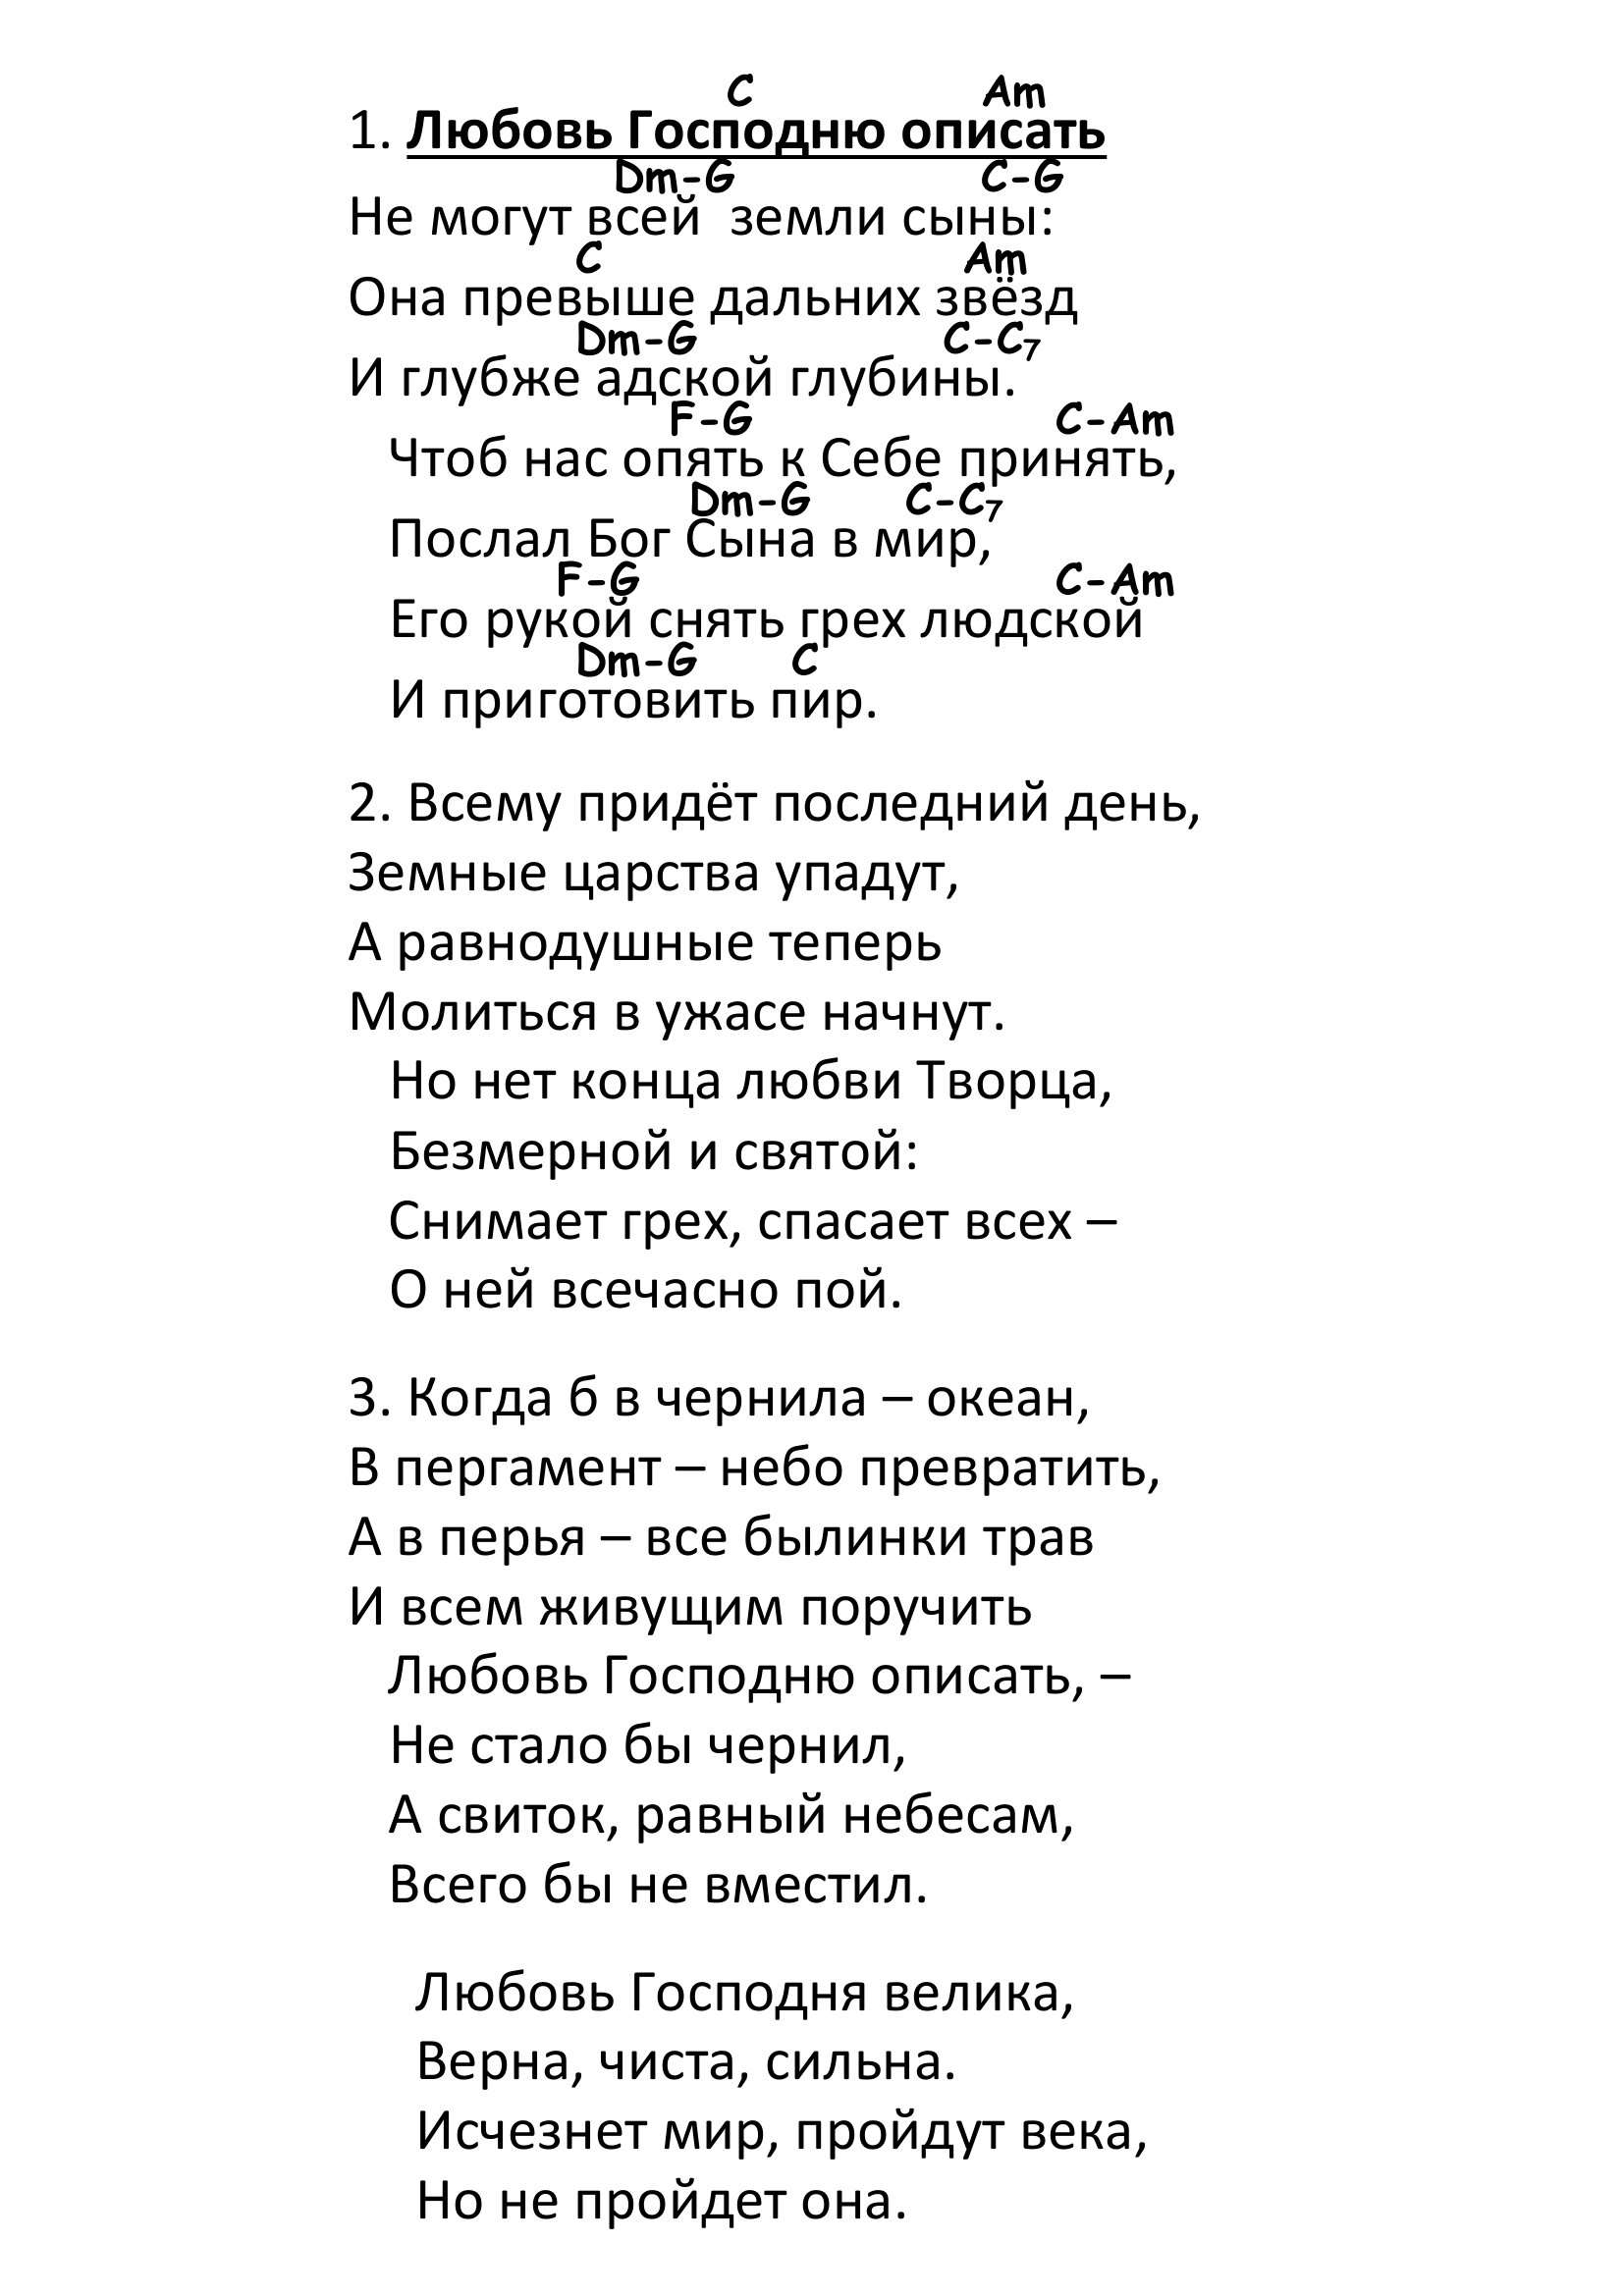 C Am
1. Любовь Господню описать
Dm-G C-G
Не могут всей  земли сыны:
C Am
Она превыше дальних звёзд
Dm-G C-C7
И глубже адской глубины.
F-G C-Am
Чтоб нас опять к Себе принять,
Dm-G C-C7
Послал Бог Сына в мир,
F-G C-Am
Его рукой снять грех людской
Dm-G C
И приготовить пир.
2. Всему придёт последний день,
Земные царства упадут,
А равнодушные теперь
Молиться в ужасе начнут.
Но нет конца любви Творца,
Безмерной и святой:
Снимает грех, спасает всех –
О ней всечасно пой.
3. Когда б в чернила – океан,
В пергамент – небо превратить,
А в перья – все былинки трав
И всем живущим поручить
Любовь Господню описать, –
Не стало бы чернил,
А свиток, равный небесам,
Всего бы не вместил.
Любовь Господня велика,
Верна, чиста, сильна.
Исчезнет мир, пройдут века,
Но не пройдет она.